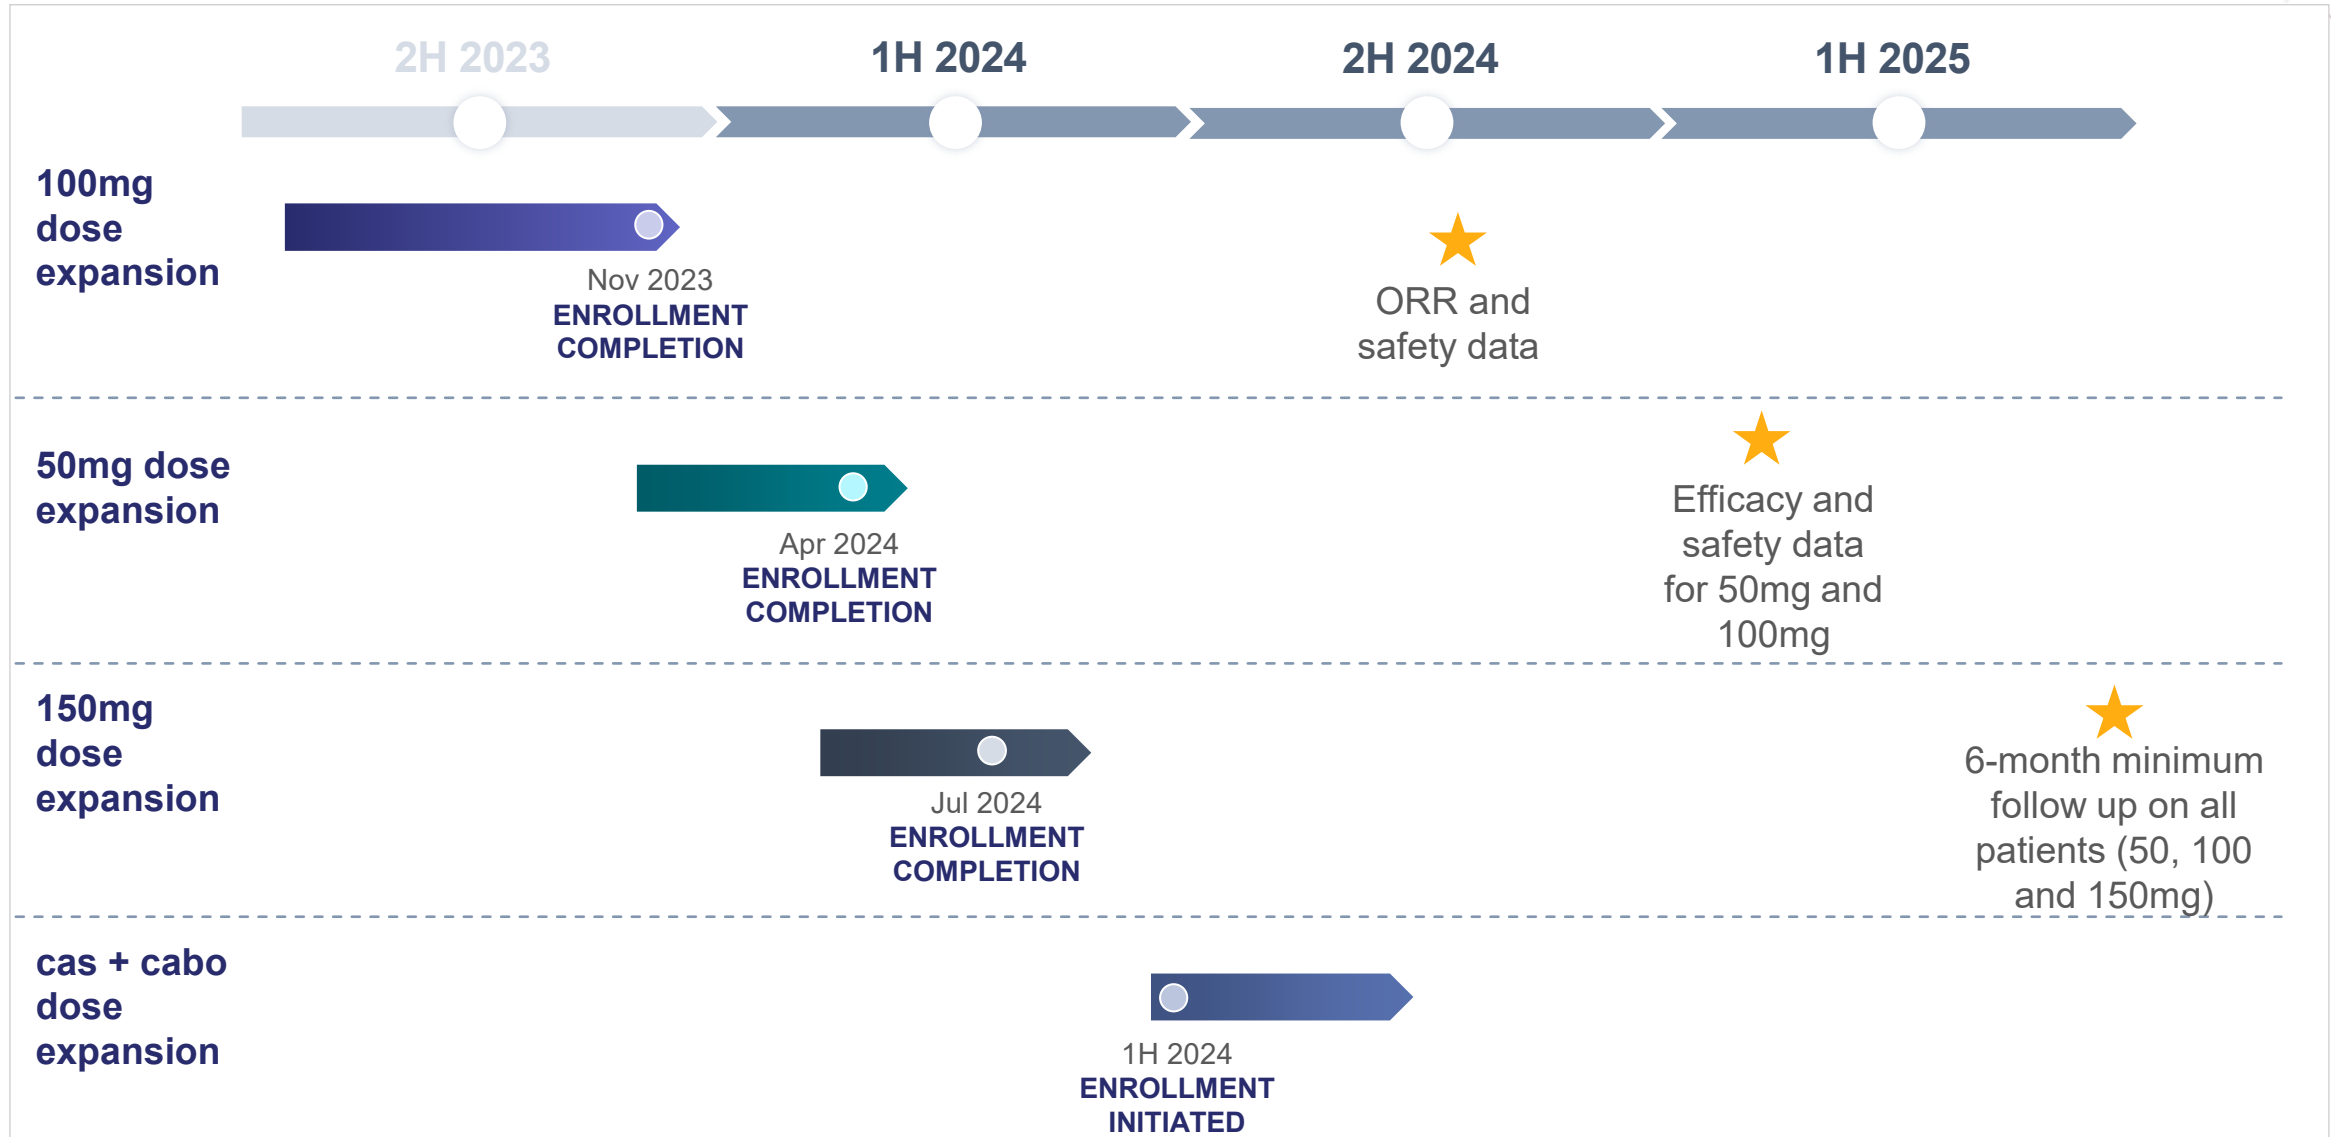 2H 2023
1H 2024
2H 2024
1H 2025
100mg
dose
expansion
Nov 2023
ENROLLMENT
COMPLETION
ORR and
safety data
50mg dose
expansion
Apr 2024
ENROLLMENT
COMPLETION
Efficacy and
safety data
for 50mg and
100mg
150mg
dose
expansion
Jul 2024
ENROLLMENT
COMPLETION
6-month minimum
follow up on all
patients (50, 100
and 150mg)
cas + cabo
dose
expansion
1H 2024
ENROLLMENT
INITIATED